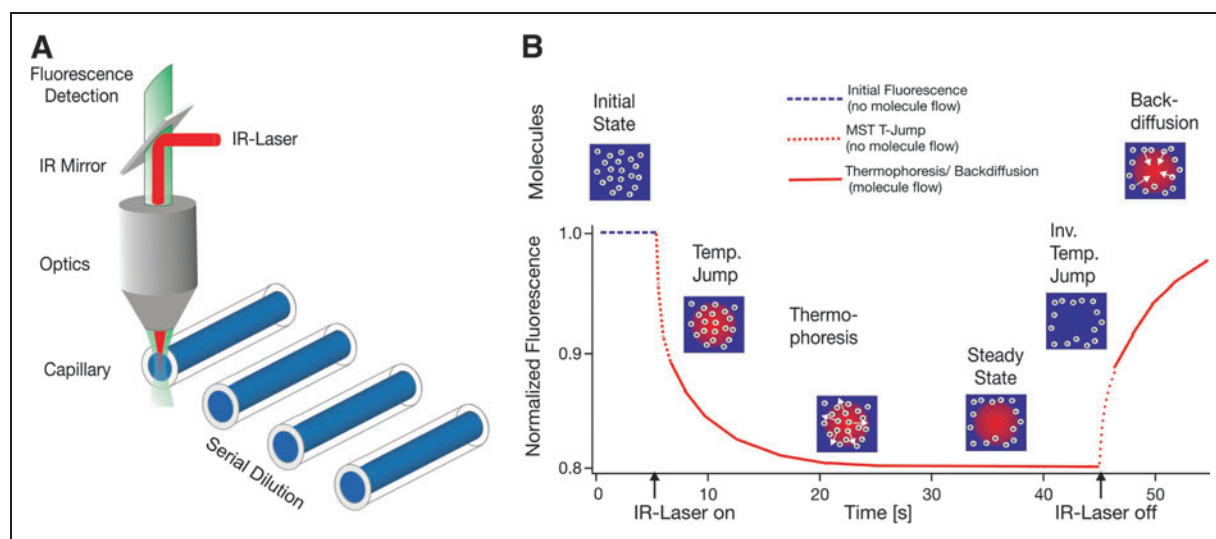 A
Fluorescence
Detection
IR-Laser
IR Mirror
Optics
Capillary
Serial Dilution
B
Molecules
Initial
State
Initial Fluorescence
(no molecule flow)
MST T-Jump
(no molecule flow)
Thermophoresis/ Backdiffusion
(molecule flow)
Back-
diffusion
Normalized Fluorescence
1.0
0.9
0.8
Temp.
Jump
Thermo-
phoresis
Steady
State
Inv.
Temp.
Jump
0
10
20
30
40
50
IR-Laser on
Time [s]
IR-Laser off